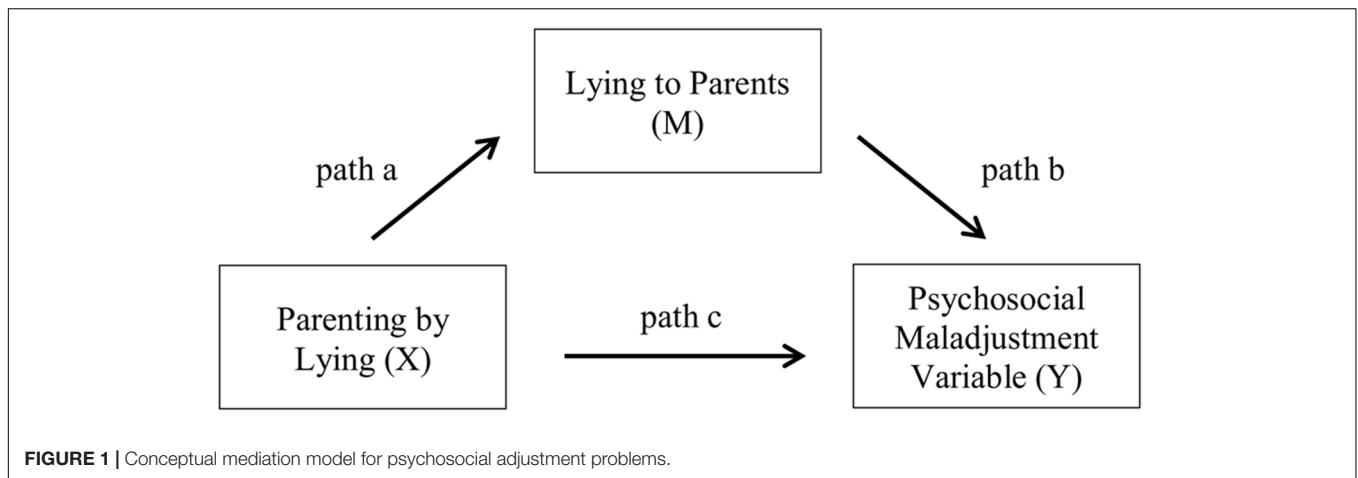 Lying to Parents
(M)
path a
path b
Parenting by
Lying (X)
path c
Psychosocial
Maladjustment
Variable (Y)
FIGURE 1 | Conceptual mediation model for psychosocial adjustment problems.